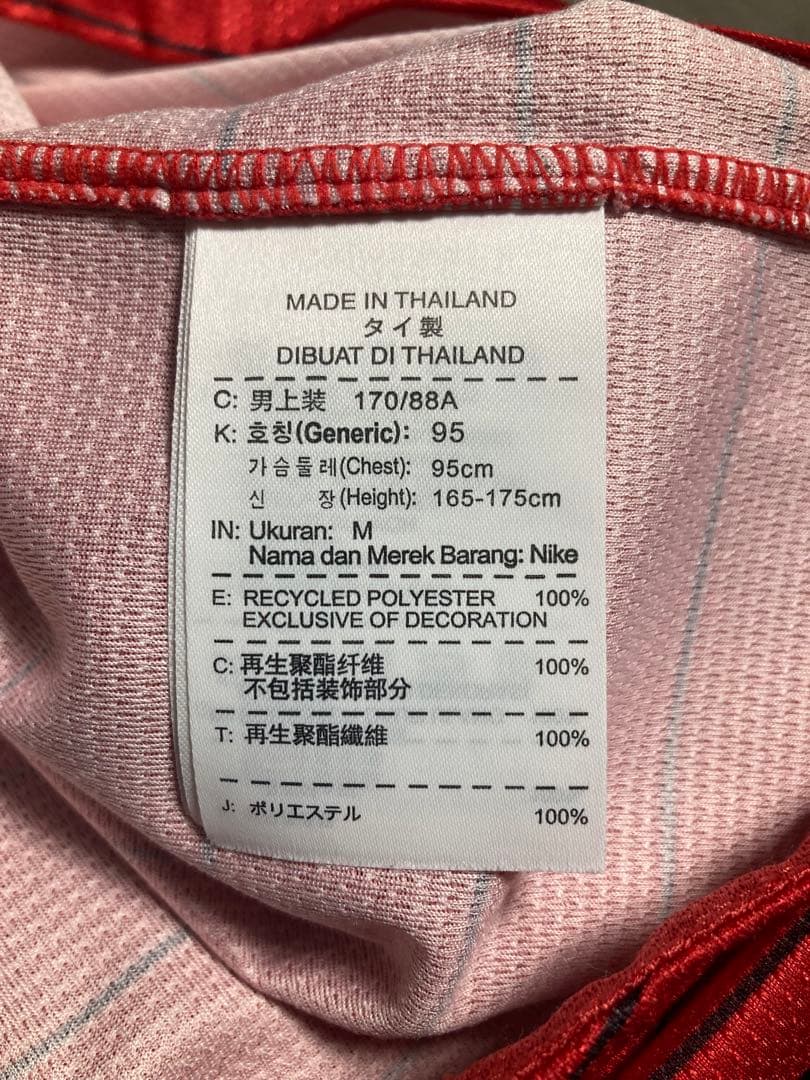 MADE IN THAILAND
タイ製
DIBUAT DI THAILAND
C: 男上装 170/88A
K: 호칭(Generic): 95
가슴둘레(Chest): 95cm
신 장(Height): 165-175cm
IN: Ukuran: M
Nama dan Merek Barang: Nike
E: RECYCLED POLYESTER 100%
EXCLUSIVE OF DECORATION
C: 再生聚酯纤维 100%
不包括装饰部分
T: 再生聚酯纖維 100%
J: ポリエステル 100%